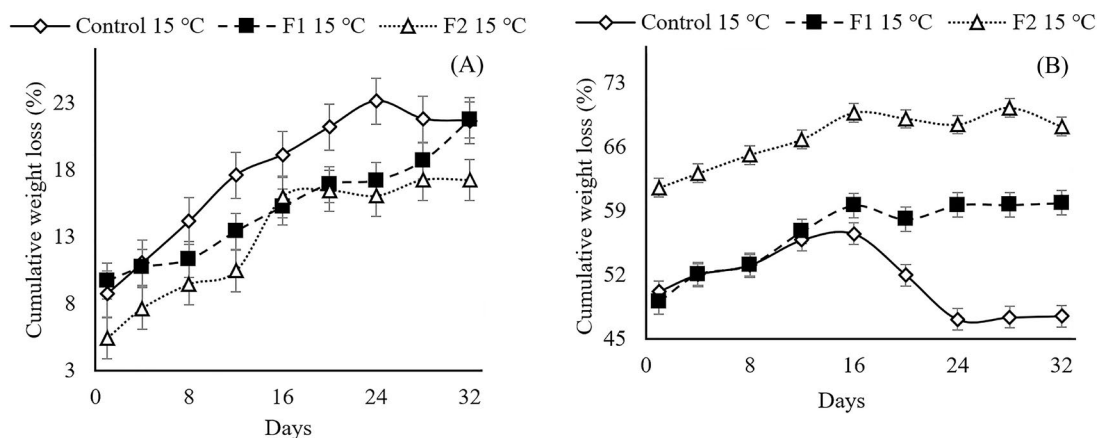 Control 15 °C F1 15 °C F2 15 °C
(A)
Cumulative weight loss (%)
23
18
13
8
3
0 8 16 24 32
Days
Control 15 °C F1 15 °C F2 15 °C
(B)
Cumulative weight loss (%)
73
66
59
52
45
0 8 16 24 32
Days